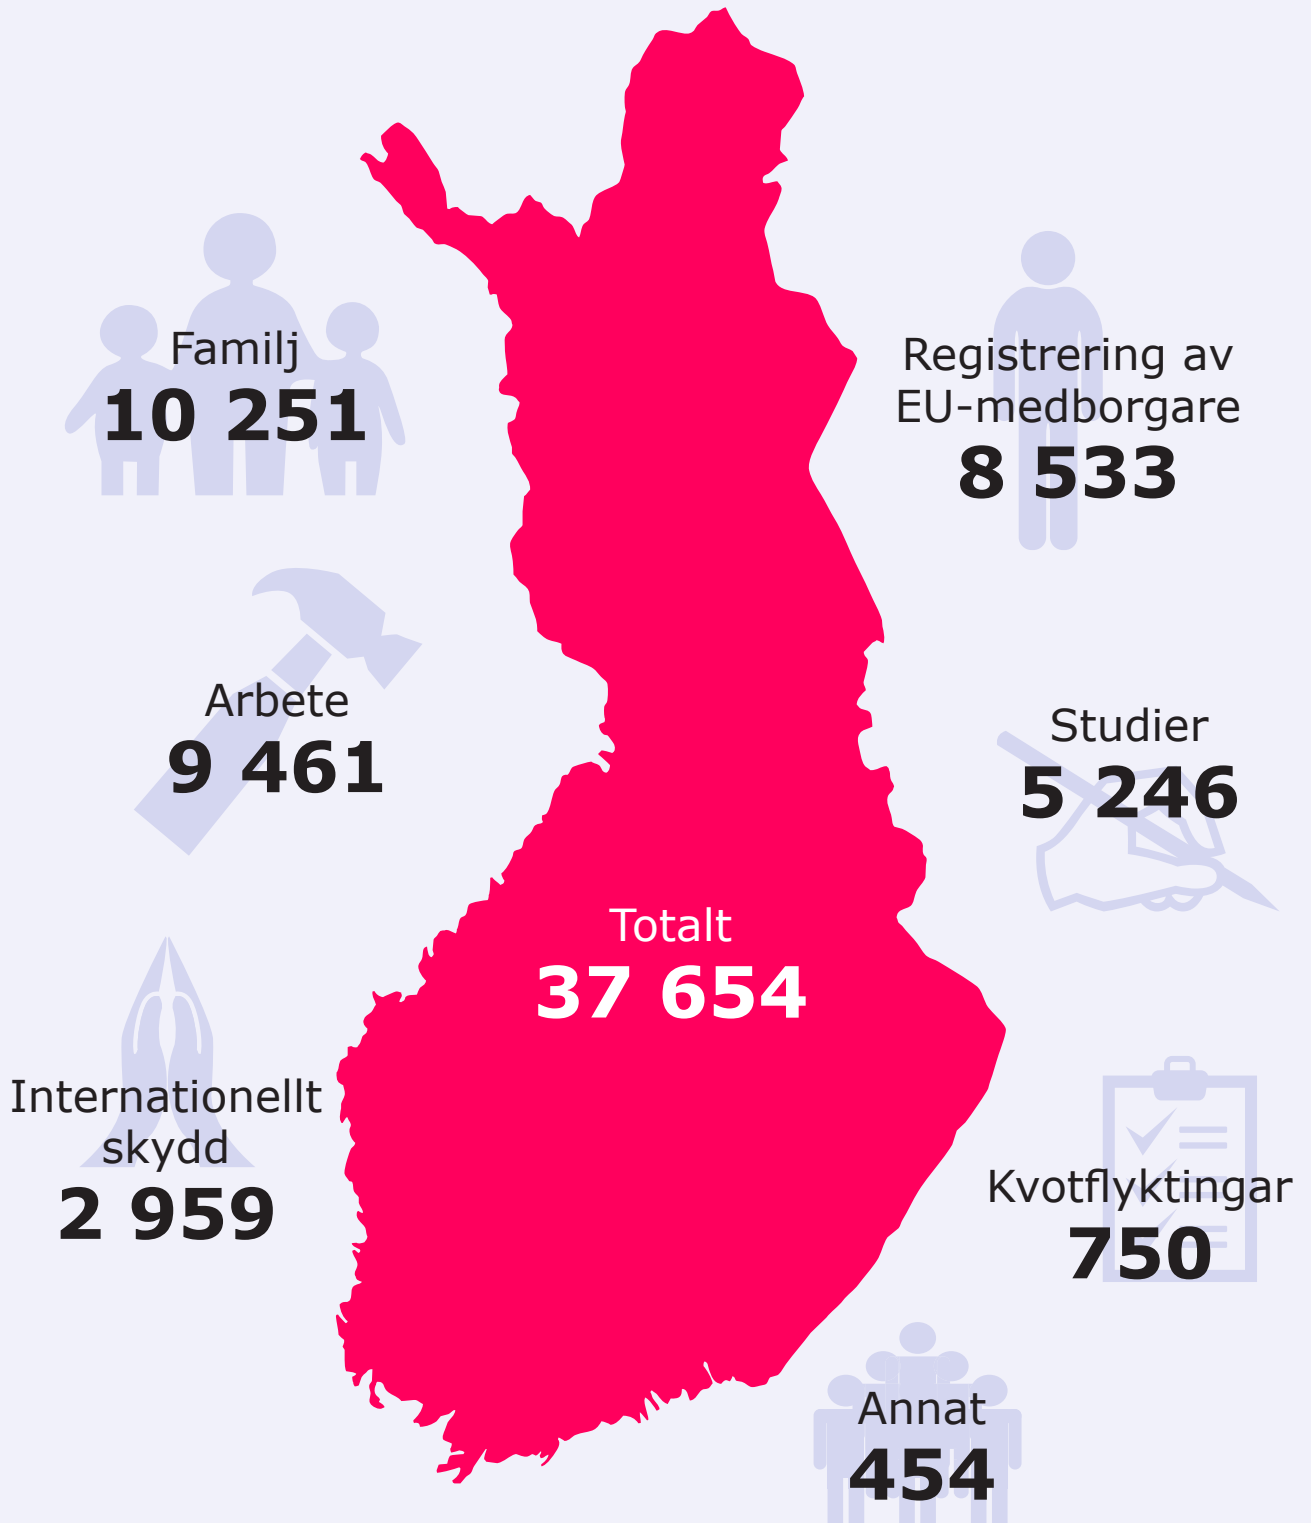 Familj
10 251
Registrering av
EU-medborgare
8 533
Arbete
9 461
Studier
5 246
Totalt
37 654
Internationellt
skydd
2 959
Kvotflyktingar
750
Annat
454